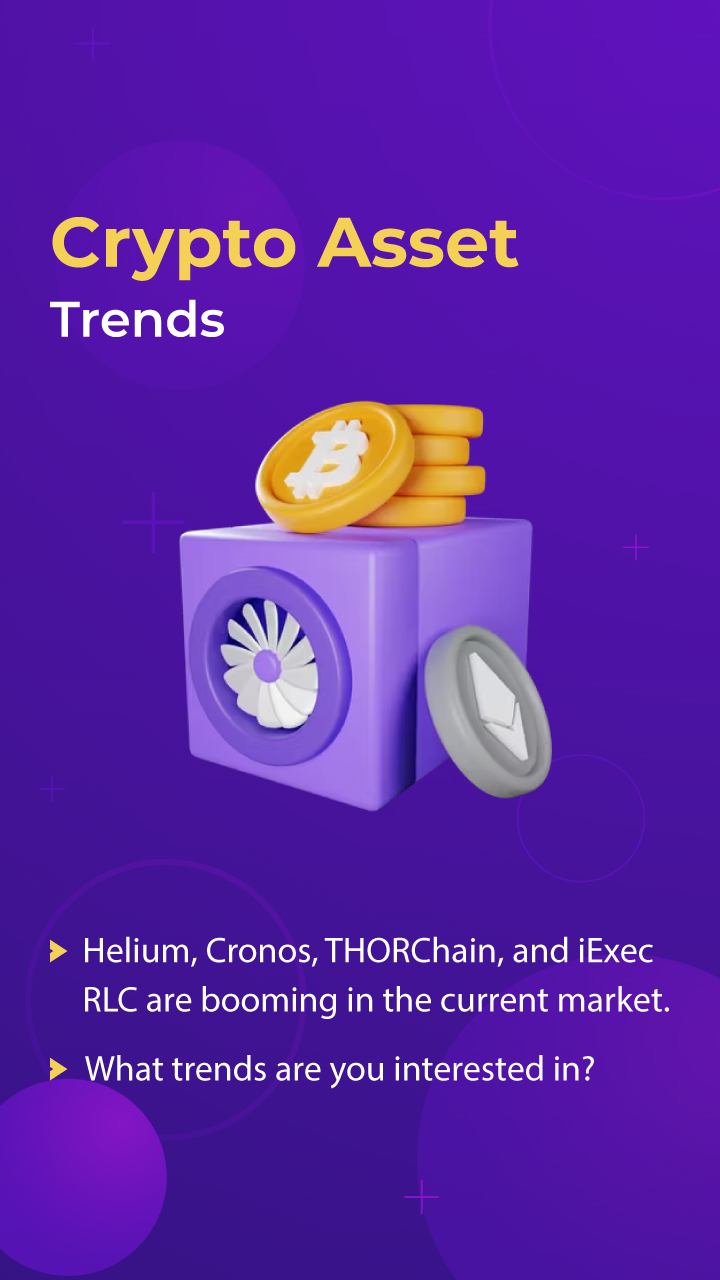 Crypto Asset
Trends
Helium, Cronos, THORChain, and iExec
RLC are booming in the current market.
What trends are you interested in?